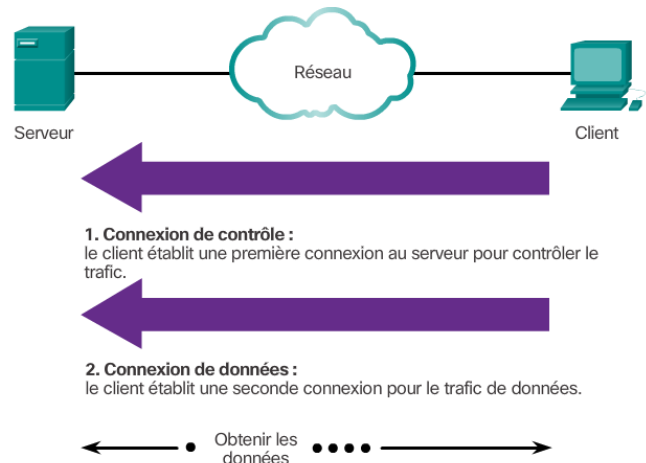 Réseau
Serveur
Client
1. Connexion de contrôle :
le client établit une première connexion au serveur pour contrôler le
trafic.
2. Connexion de données :
le client établit une seconde connexion pour le trafic de données.
Obtenir les
données